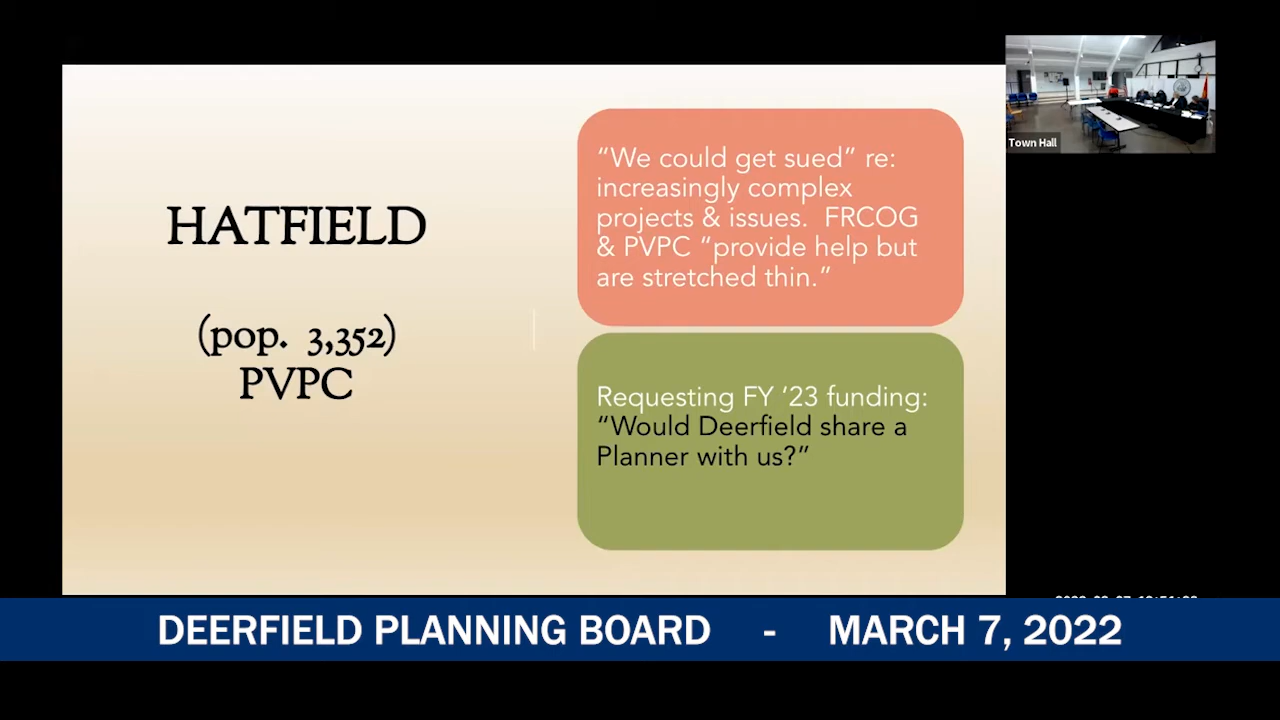 HATFIELD
(pop. 3,352)
PVPC
“We could get sued” re:
increasingly complex
projects & issues. FRCOG
& PVPC “provide help but
are stretched thin.”
Requesting FY ‘23 funding:
“Would Deerfield share a
Planner with us?”
Town Hall
DEERFIELD PLANNING BOARD - MARCH 7, 2022